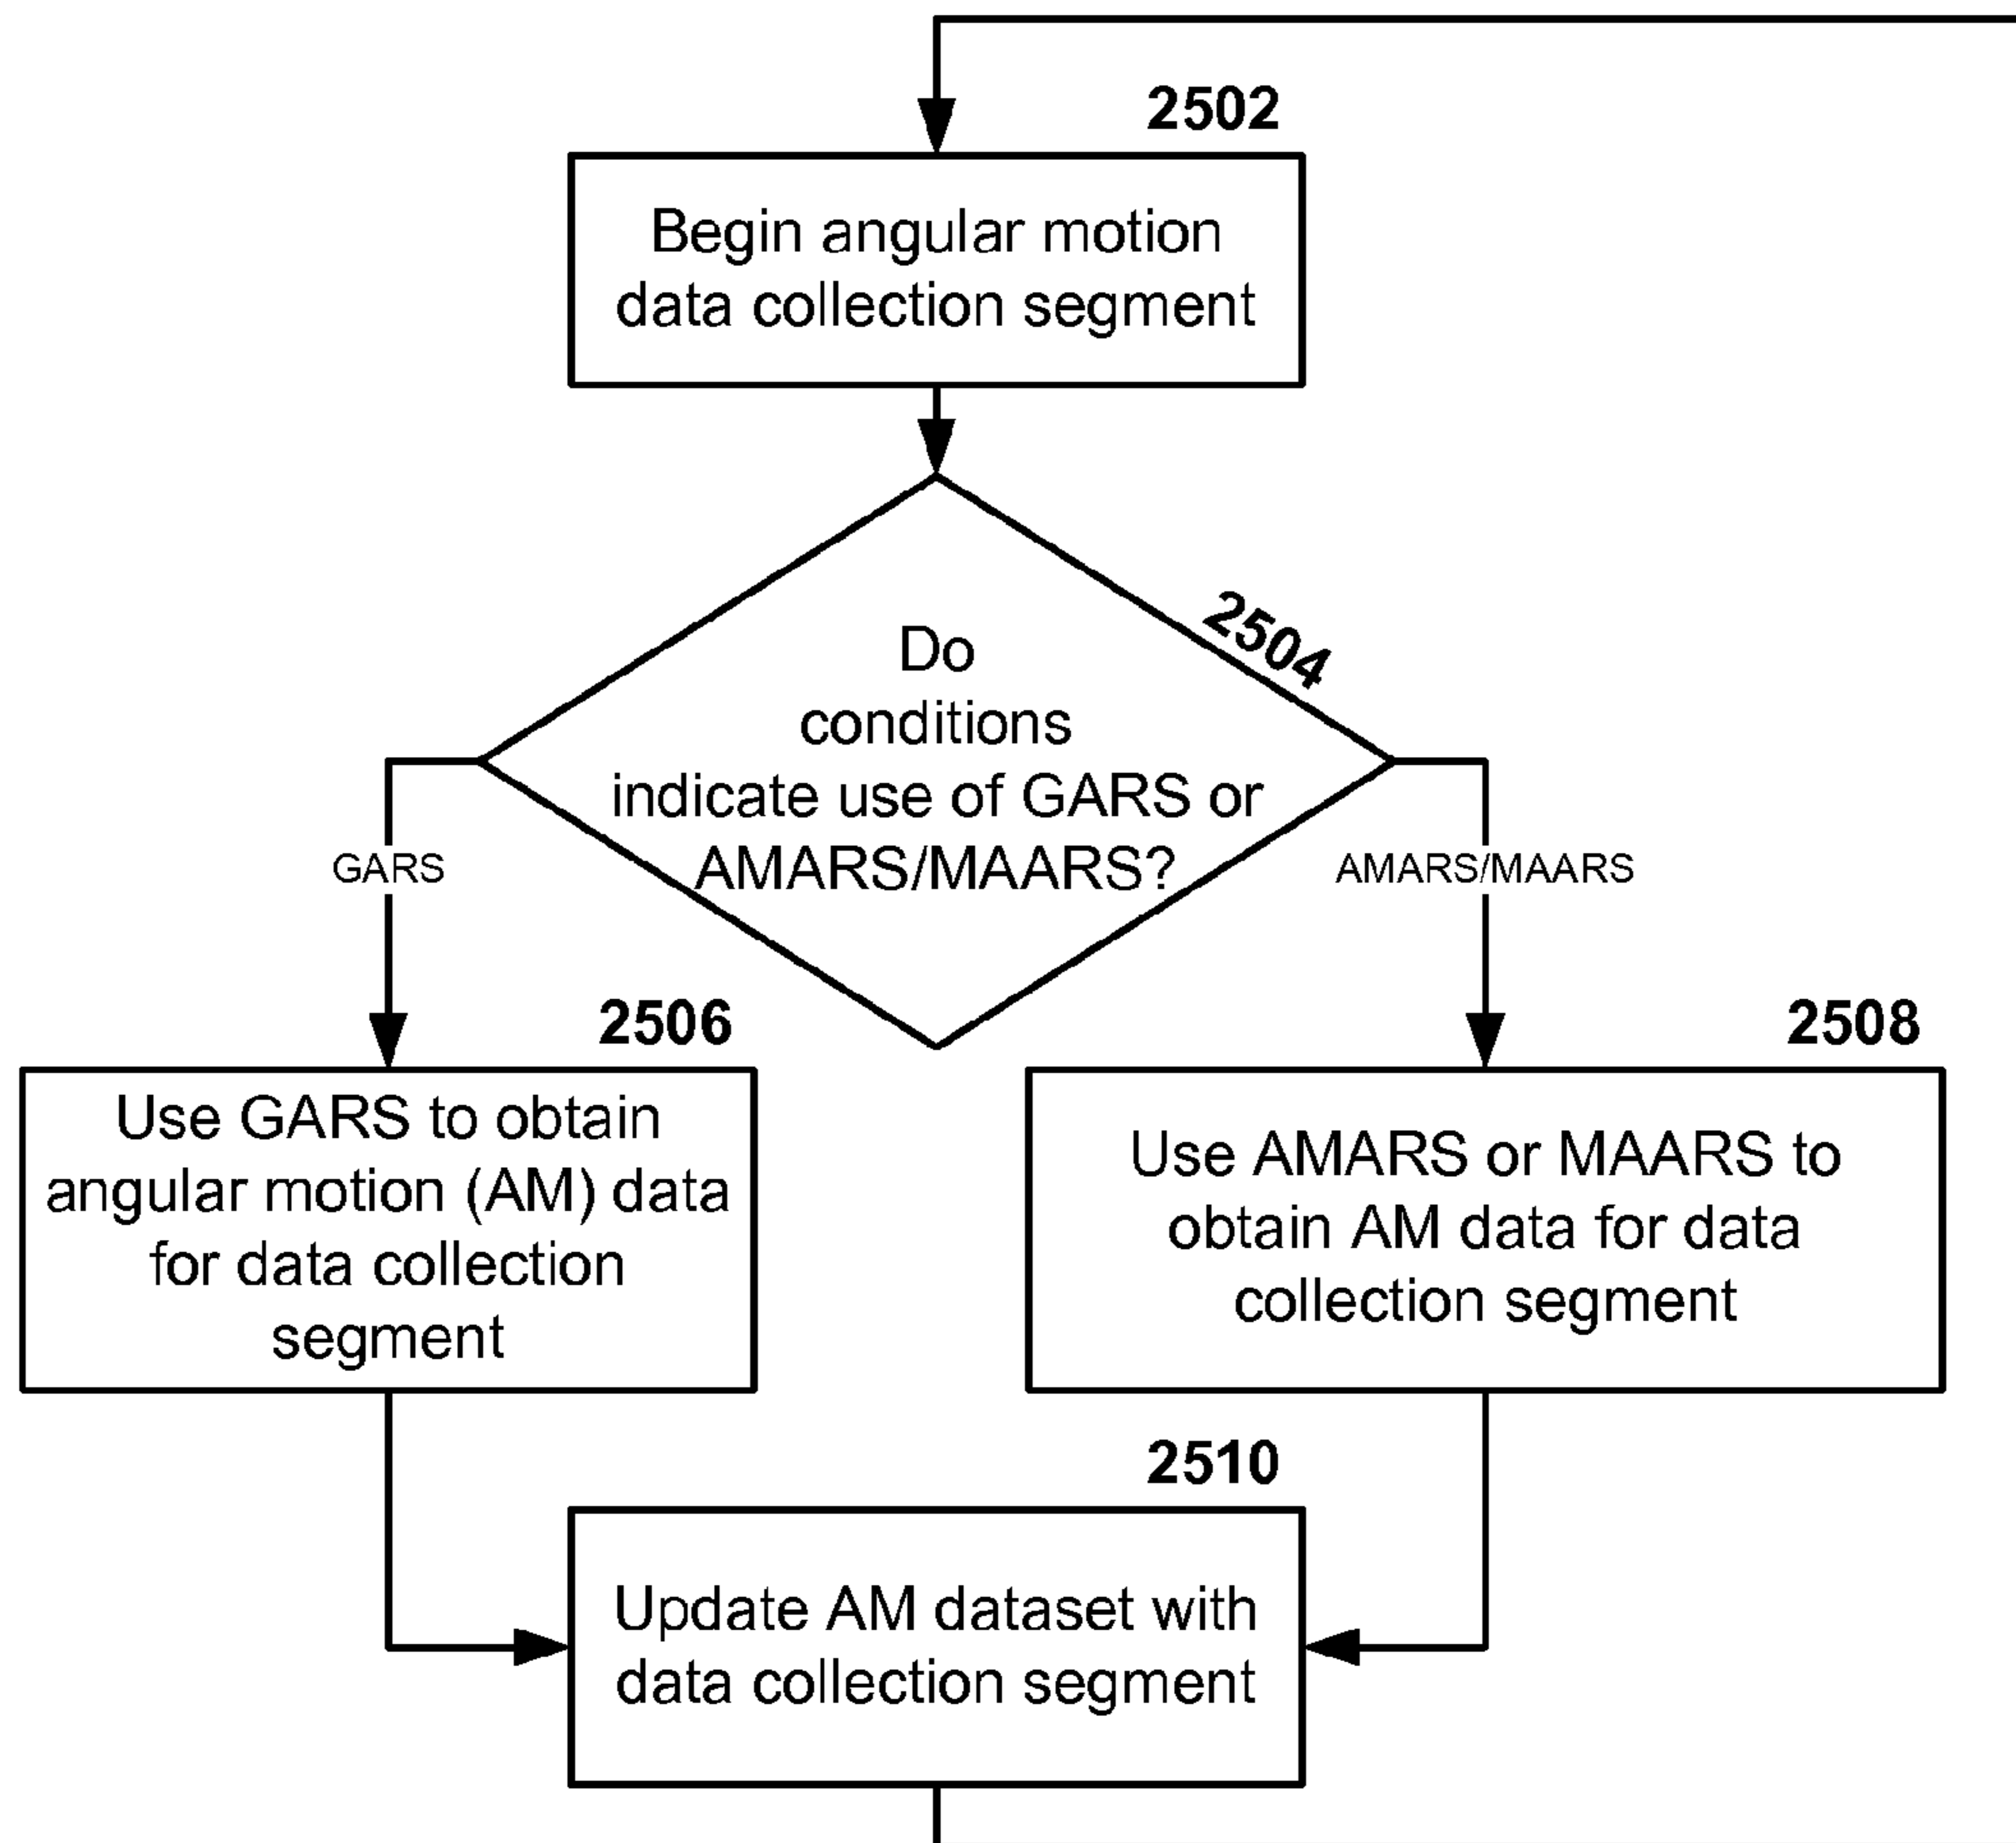 2502
Begin angular motion
data collection segment
2504
Do
conditions
indicate use of GARS or
AMARS/MAARS?
GARS
AMARS/MAARS
2506
Use GARS to obtain
angular motion (AM) data
for data collection
segment
2508
Use AMARS or MAARS to
obtain AM data for data
collection segment
2510
Update AM dataset with
data collection segment